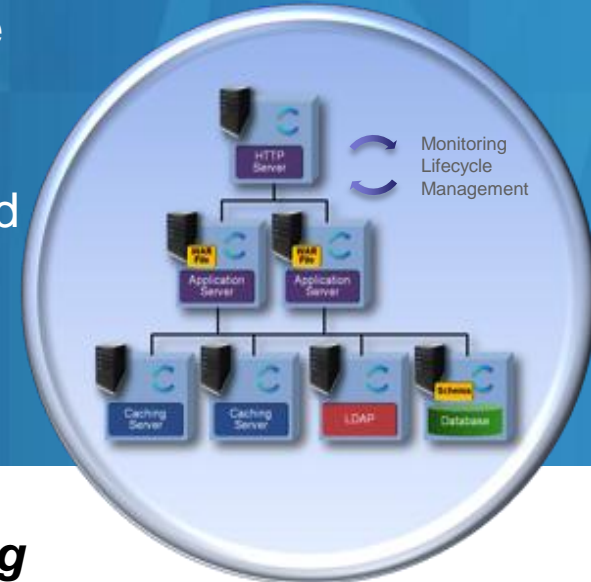 e
d
Monitoring
Lifecycle
Management
HTTP
Server
WAR
File
Application
Server
WAR
File
Application
Server
Caching
Server
Caching
Server
LDAP
Schema
Database
g